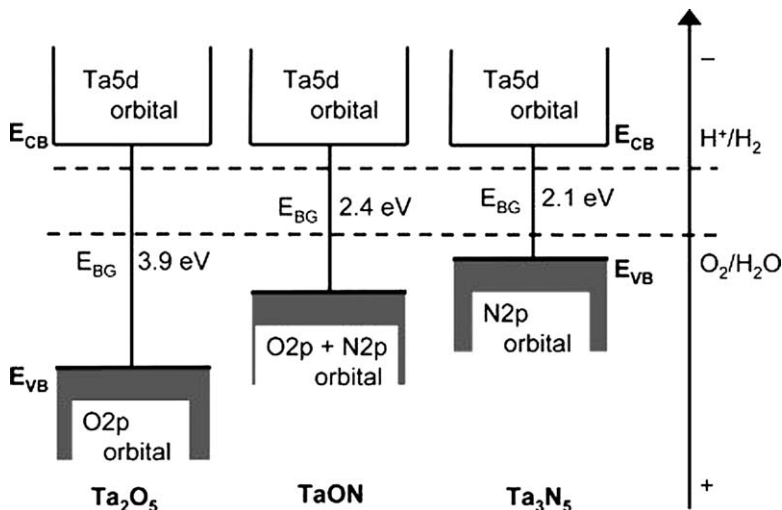 Ta5d
orbital
Ta5d
orbital
Ta5d
orbital
–
E_CB
E_CB
H⁺/H₂
E_BG 2.4 eV
E_BG 2.1 eV
E_BG 3.9 eV
E_VB
O₂/H₂O
N2p
orbital
O2p + N2p
orbital
E_VB
O2p
orbital
+
Ta₂O₅
TaON
Ta₃N₅